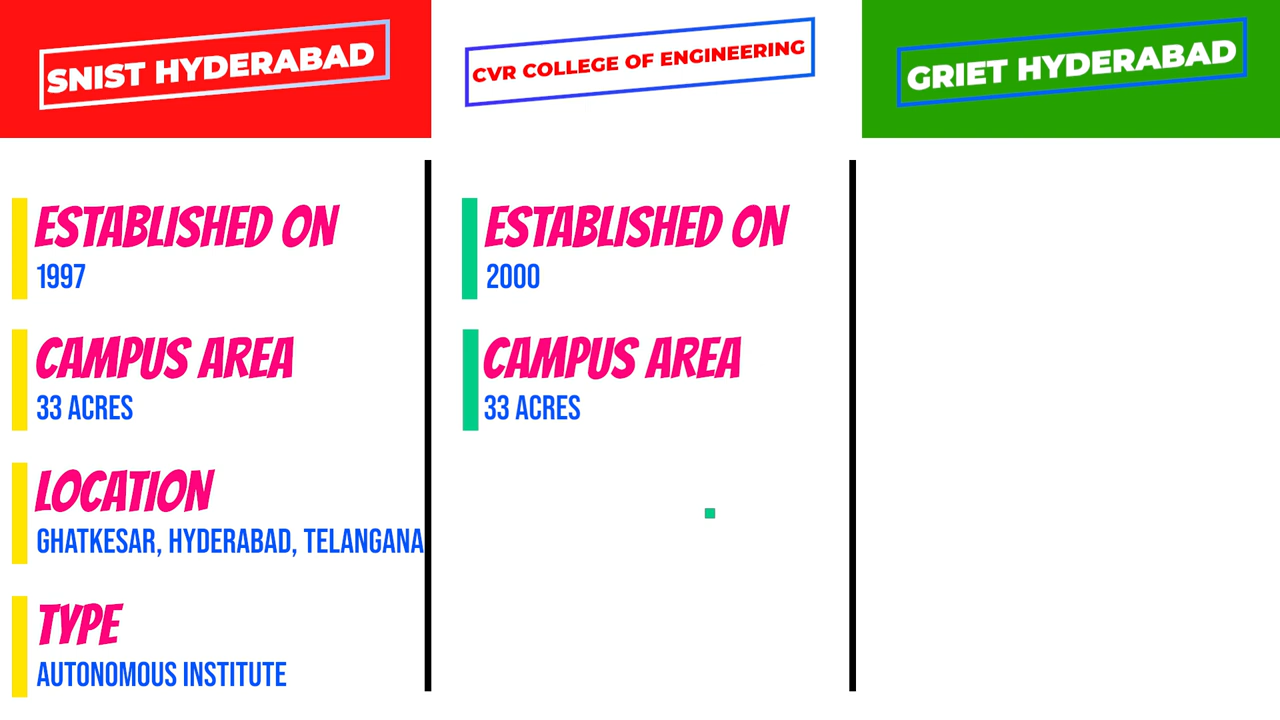 SNIST HYDERABAD
CVR COLLEGE OF ENGINEERING
GRIET HYDERABAD
ESTABLISHED ON
1997
CAMPUS AREA
33 ACRES
LOCATION
GHATKESAR, HYDERABAD, TELANGANA
TYPE
AUTONOMOUS INSTITUTE
ESTABLISHED ON
2000
CAMPUS AREA
33 ACRES